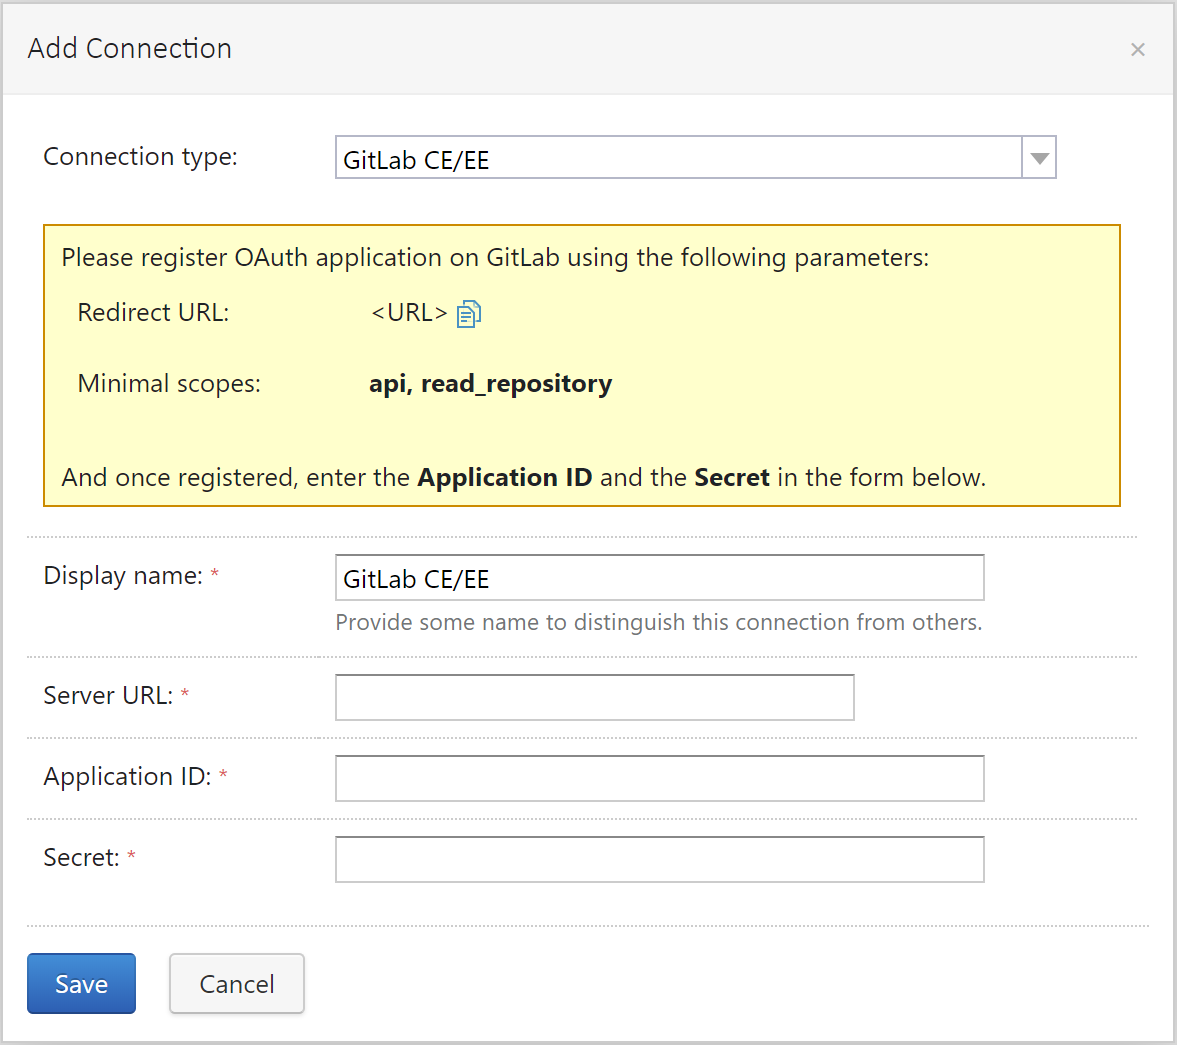 Add Connection
×
Connection type: GitLab CE/EE
Please register OAuth application on GitLab using the following parameters:
Redirect URL: <URL>
Minimal scopes: api, read_repository
And once registered, enter the Application ID and the Secret in the form below.
Display name: * GitLab CE/EE
Provide some name to distinguish this connection from others.
Server URL: *
Application ID: *
Secret: *
Save Cancel